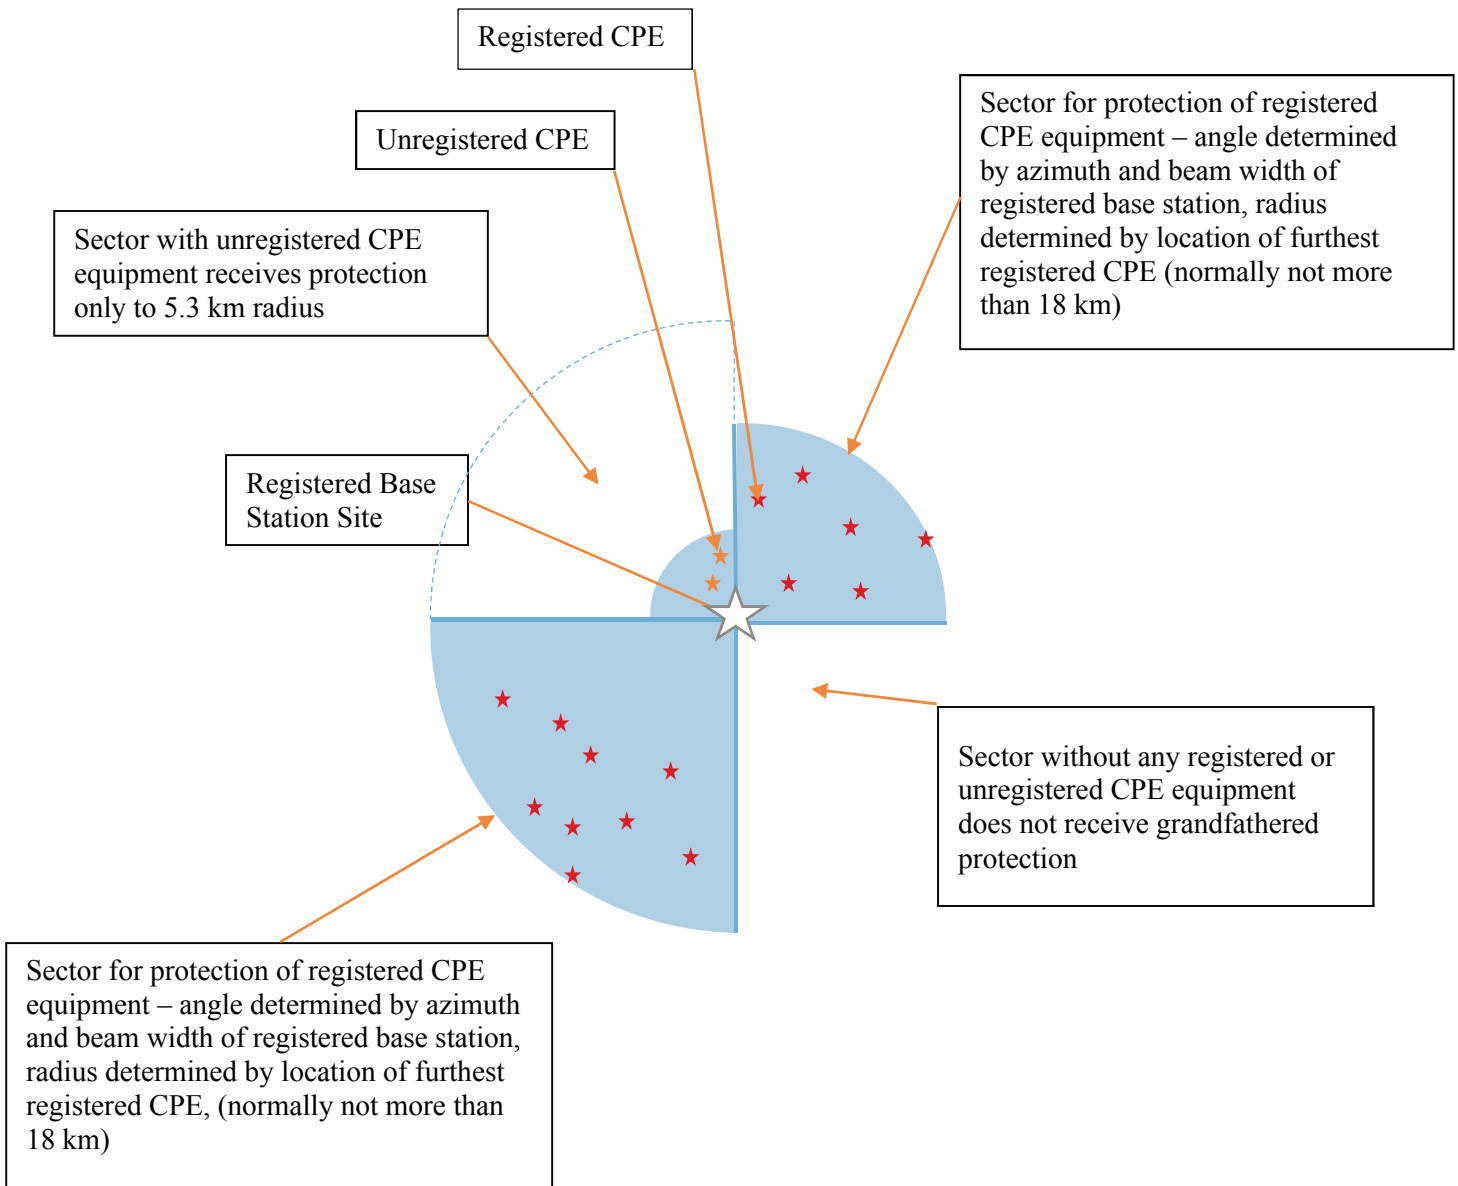 Registered CPE
Unregistered CPE
Sector for protection of registered
CPE equipment – angle determined
by azimuth and beam width of
registered base station, radius
determined by location of furthest
registered CPE (normally not more
than 18 km)
Sector with unregistered CPE
equipment receives protection
only to 5.3 km radius
Registered Base
Station Site
Sector without any registered or
unregistered CPE equipment
does not receive grandfathered
protection
Sector for protection of registered CPE
equipment – angle determined by azimuth
and beam width of registered base station,
radius determined by location of furthest
registered CPE, (normally not more than
18 km)